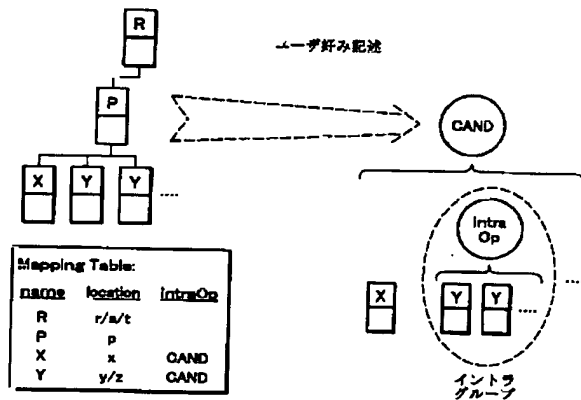 R
ユーザ好み記述
P
CAND
X Y Y ....
Intra
Op
X Y Y .... ...
イントラ
グループ
Mapping Table:
name location intraOp
R r/a/t
P p
X x CAND
Y y/z CAND